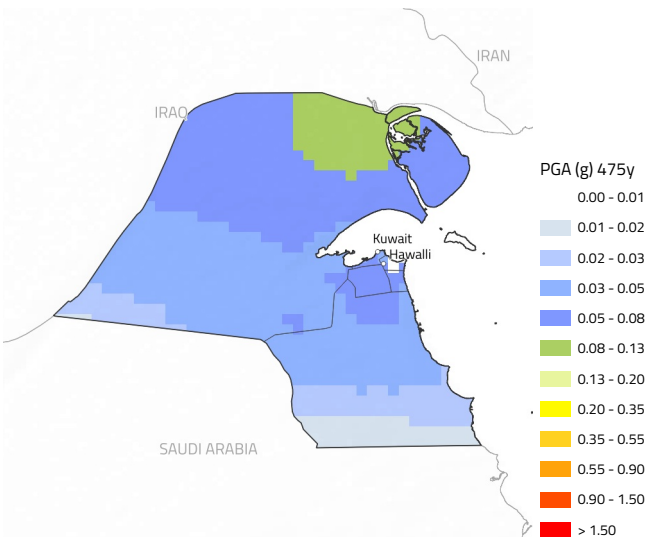 IRAN
IRAQ
PGA (g) 475y
0.00 - 0.01
0.01 - 0.02
0.02 - 0.03
0.03 - 0.05
0.05 - 0.08
0.08 - 0.13
0.13 - 0.20
0.20 - 0.35
0.35 - 0.55
0.55 - 0.90
0.90 - 1.50
> 1.50
Kuwait
Hawalli
SAUDI ARABIA